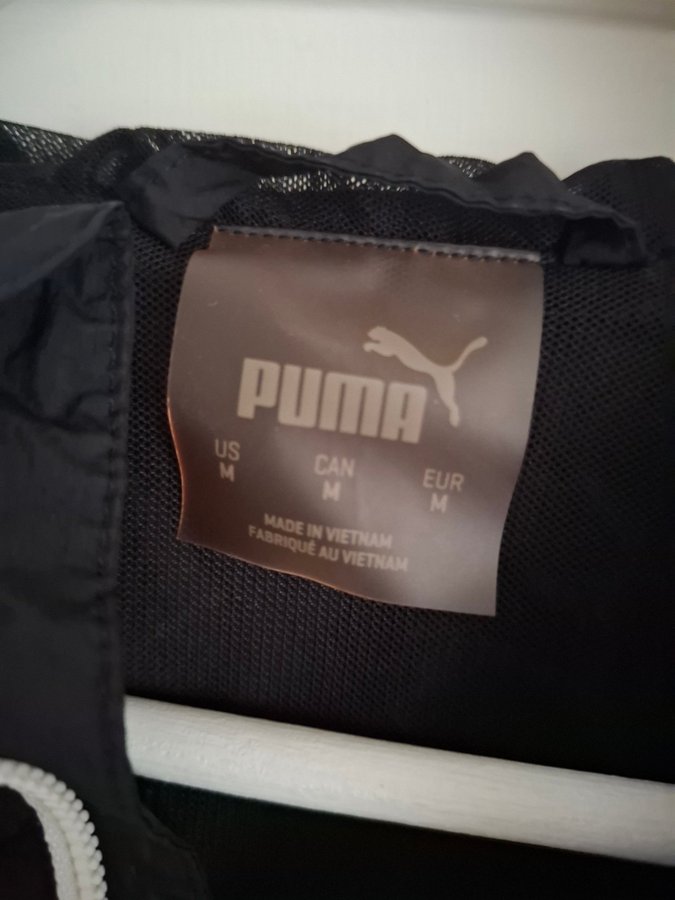 PUMA
US CAN EUR
M M M
MADE IN VIETNAM
FABRIQUÉ AU VIETNAM